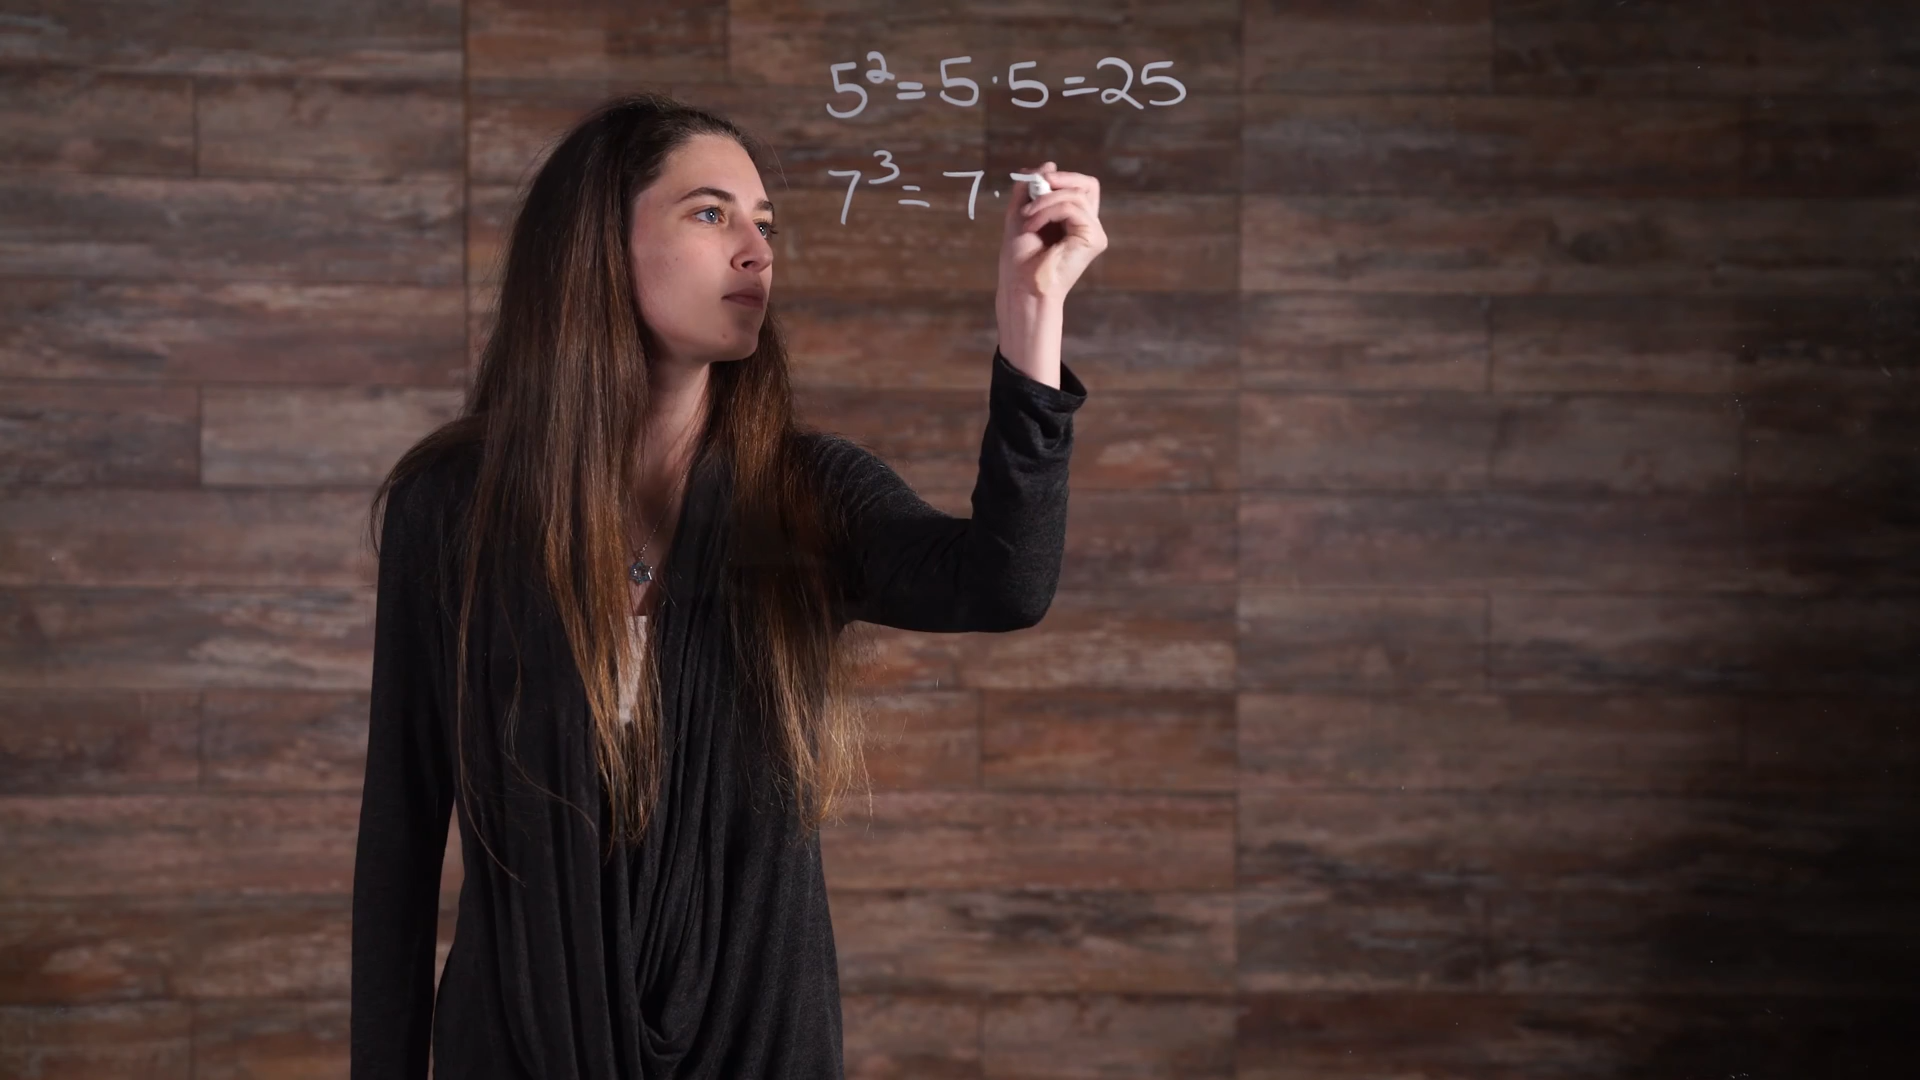 5² = 5·5 = 25
7³ = 7·7